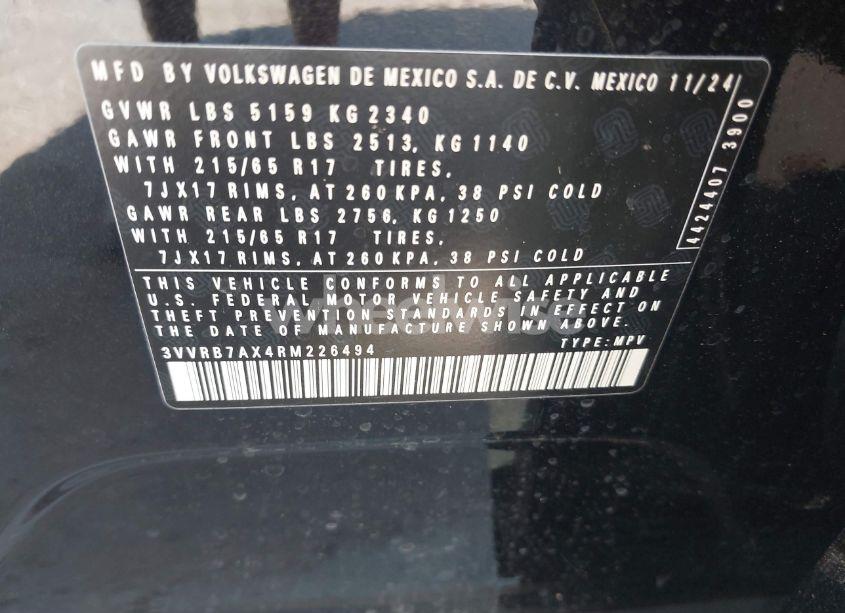 MFD BY VOLKSWAGEN DE MEXICO S.A. DE C.V. MEXICO 11/24
GVWR LBS 5159 KG 2340
GAWR FRONT LBS 2513, KG 1140
WITH 215/65 R17 TIRES,
7JX17 RIMS, AT 260 KPA, 38 PSI COLD
GAWR REAR LBS 2756, KG 1250
WITH 215/65 R17 TIRES,
7JX17 RIMS, AT 260 KPA, 38 PSI COLD
THIS VEHICLE CONFORMS TO ALL APPLICABLE
U.S. FEDERAL MOTOR VEHICLE SAFETY AND
THEFT PREVENTION STANDARDS IN EFFECT ON
THE DATE OF MANUFACTURE SHOWN ABOVE.
3VVRB7AX4RM226494 TYPE:MPV
4424407 3900